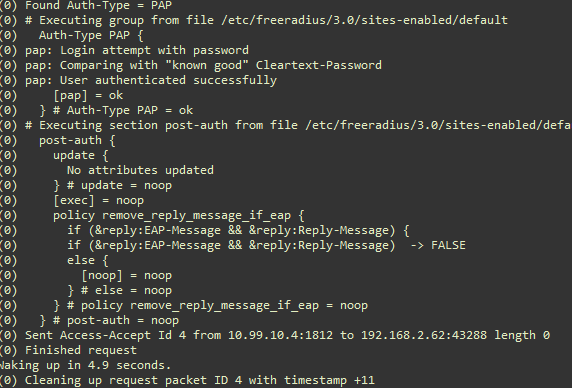 (0) Found Auth-Type = PAP
(0) # Executing group from file /etc/freeradius/3.0/sites-enabled/default
(0)   Auth-Type PAP {
(0) pap: Login attempt with password
(0) pap: Comparing with "known good" Cleartext-Password
(0) pap: User authenticated successfully
(0)     [pap] = ok
(0)   } # Auth-Type PAP = ok
(0) # Executing section post-auth from file /etc/freeradius/3.0/sites-enabled/defa
(0)   post-auth {
(0)     update {
(0)       No attributes updated
(0)     } # update = noop
(0)     [exec] = noop
(0)     policy remove_reply_message_if_eap {
(0)       if (&reply:EAP-Message && &reply:Reply-Message) {
(0)       if (&reply:EAP-Message && &reply:Reply-Message)  -> FALSE
(0)       else {
(0)         [noop] = noop
(0)       } # else = noop
(0)     } # policy remove_reply_message_if_eap = noop
(0)   } # post-auth = noop
(0) Sent Access-Accept Id 4 from 10.99.10.4:1812 to 192.168.2.62:43288 length 0
(0) Finished request
Waking up in 4.9 seconds.
(0) Cleaning up request packet ID 4 with timestamp +11